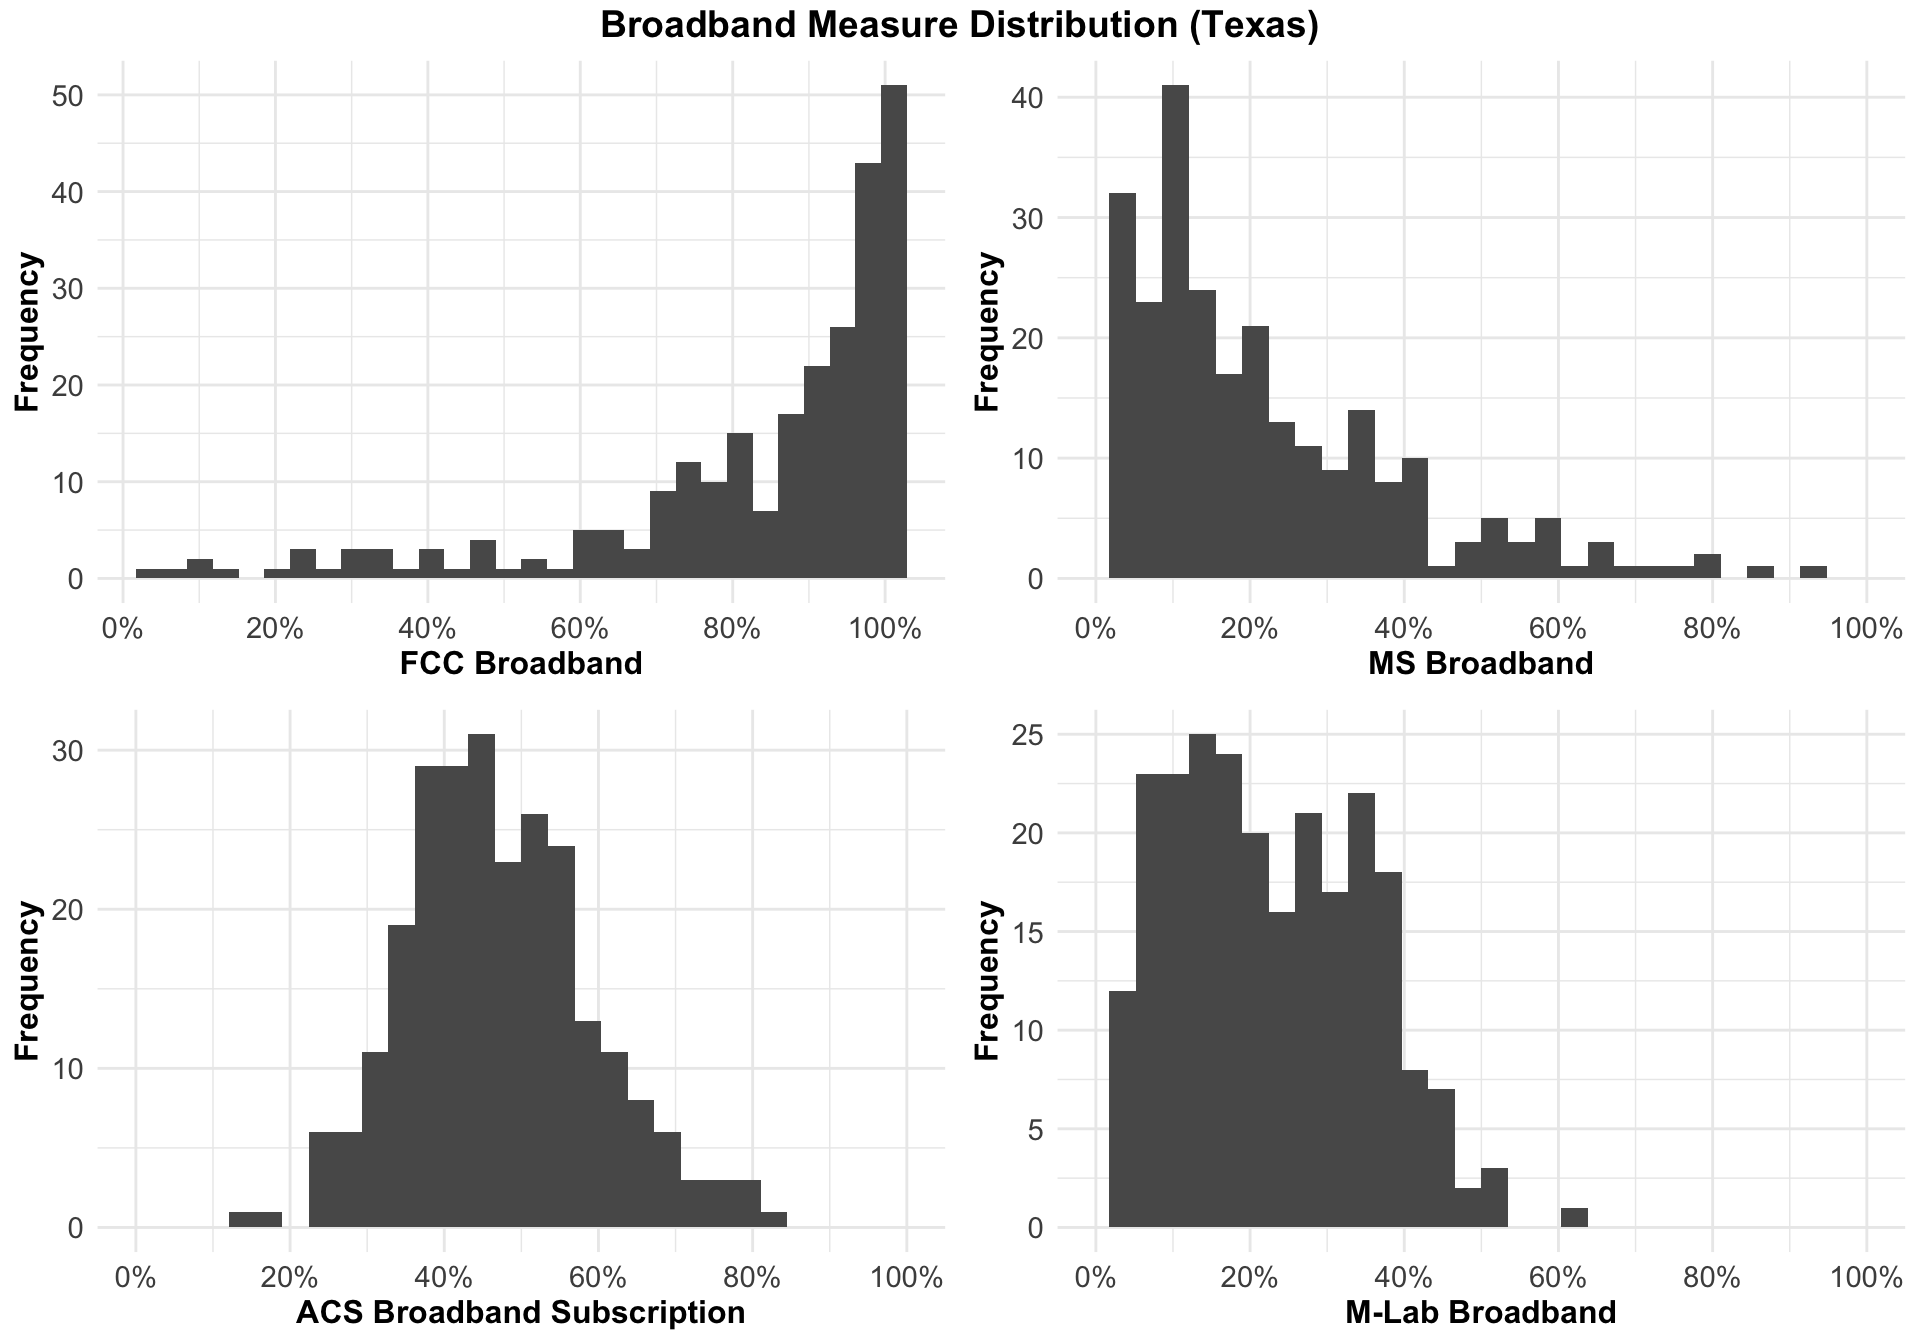 Broadband Measure Distribution (Texas)
Frequency
50
40
30
20
10
0
0% 20% 40% 60% 80% 100%
FCC Broadband
Frequency
40
30
20
10
0
0% 20% 40% 60% 80% 100%
MS Broadband
Frequency
30
20
10
0
0% 20% 40% 60% 80% 100%
ACS Broadband Subscription
Frequency
25
20
15
10
5
0
0% 20% 40% 60% 80% 100%
M-Lab Broadband